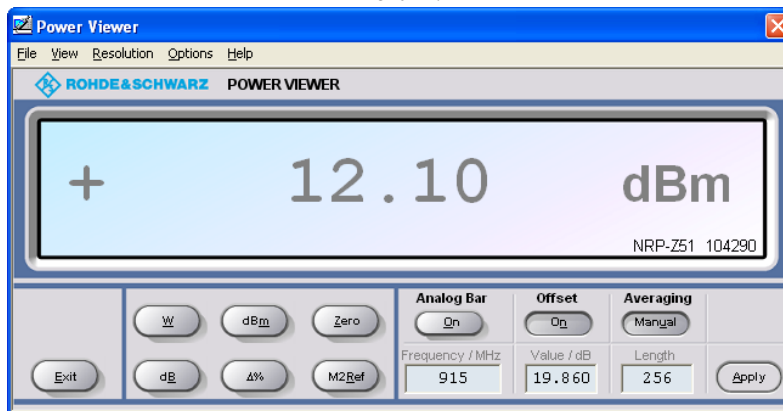 Power Viewer
File View Resolution Options Help
ROHDE&SCHWARZ POWER VIEWER
+ 12.10 dBm
NRP-Z51 104290
Analog Bar Offset Averaging
W dBm Zero On On Manual
Frequency / MHz Value / dB Length
Exit dB Δ% M2Ref 915 19.860 256 Apply